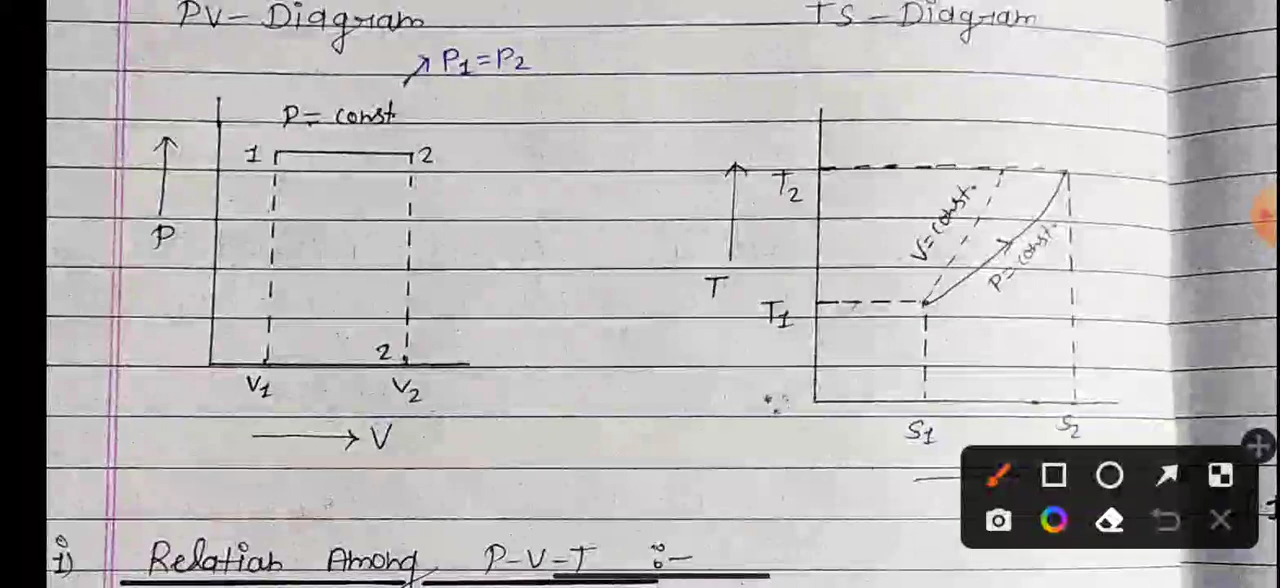 PV - Diagram
TS - Diagram
P1 = P2
P = const.
1
2
P
2
V1
V2
V
T2
V = const.
P = const.
T
T1
S1
S2
i) Relation Among P-V-T :-